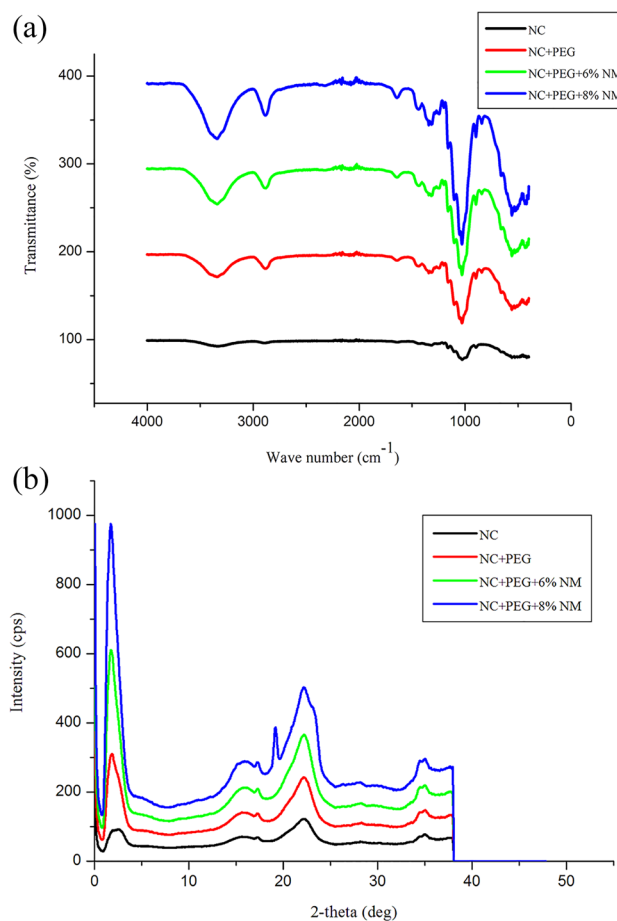 (a)
NC
NC+PEG
NC+PEG+6% NM
NC+PEG+8% NM
400
300
200
100
Transmittance (%)
4000 3000 2000 1000 0
Wave number (cm-1)
(b)
1000
800
600
400
200
0
Intensity (cps)
NC
NC+PEG
NC+PEG+6% NM
NC+PEG+8% NM
0 10 20 30 40 50
2-theta (deg)